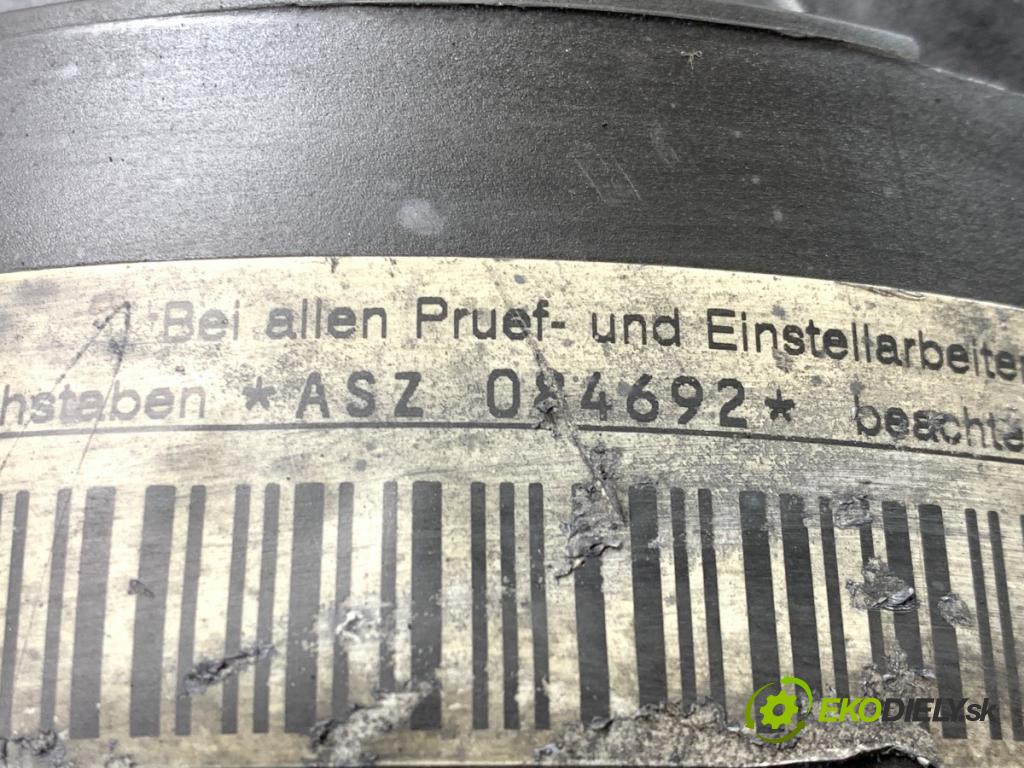 Bei allen Pruef- und Einstellarbeiten
hstaben *ASZ 084692* beachte
EKODIELY.sk